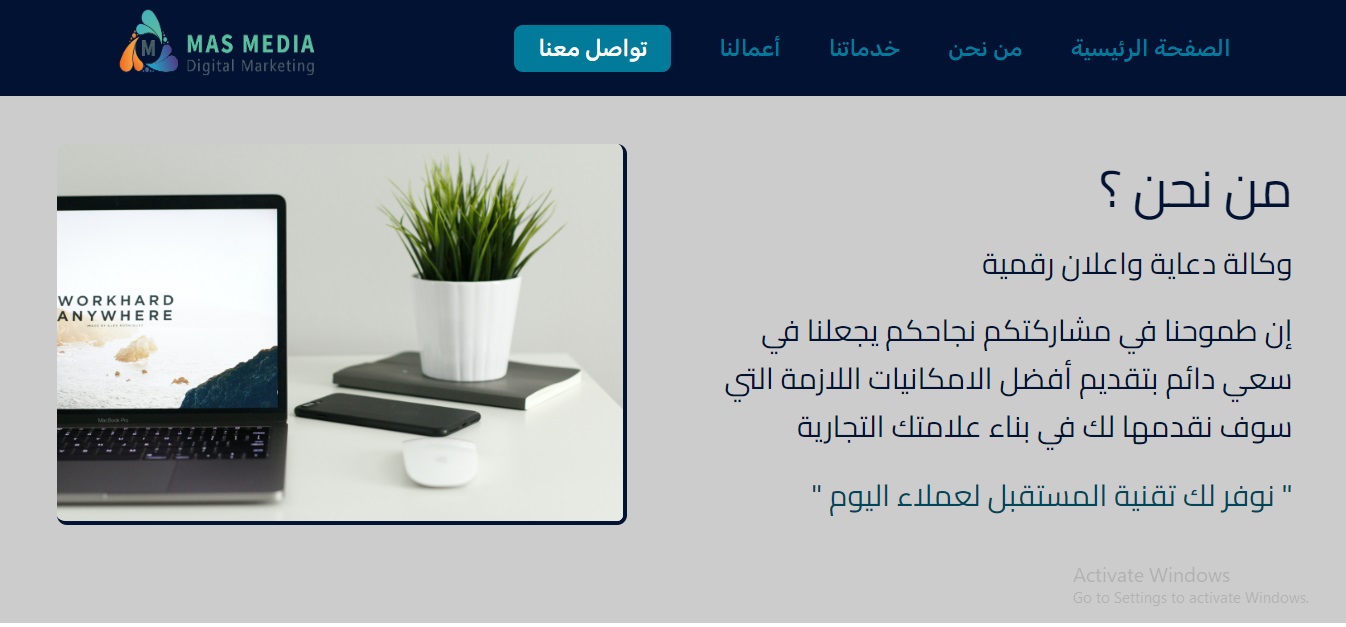 MAS MEDIA
Digital Marketing
الصفحة الرئيسية
من نحن
خدماتنا
أعمالنا
تواصل معنا
من نحن ؟
وكالة دعاية واعلان رقمية
إن طموحنا في مشاركتكم نجاحكم يجعلنا في
سعي دائم بتقديم أفضل الامكانيات اللازمة التي
سوف نقدمها لك في بناء علامتك التجارية
" نوفر لك تقنية المستقبل لعملاء اليوم "
WORKHARD
ANYWHERE
MacBook Pro
Activate Windows
Go to Settings to activate Windows.